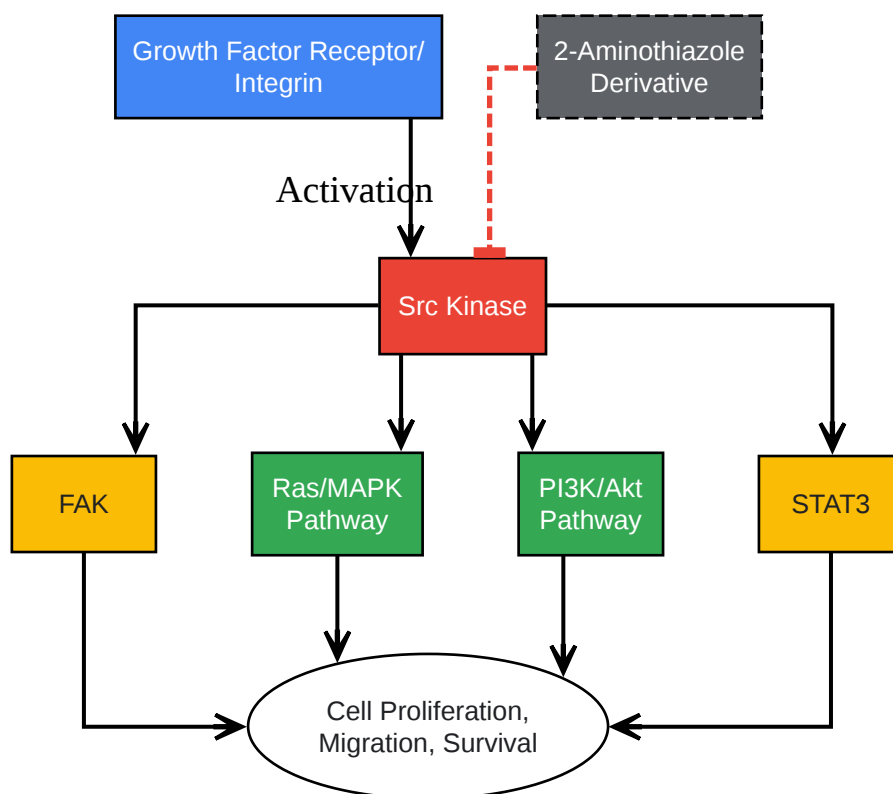 Growth Factor Receptor/
Integrin
2-Aminothiazole
Derivative
Activation
Src Kinase
FAK
Ras/MAPK
Pathway
PI3K/Akt
Pathway
STAT3
Cell Proliferation,
Migration, Survival